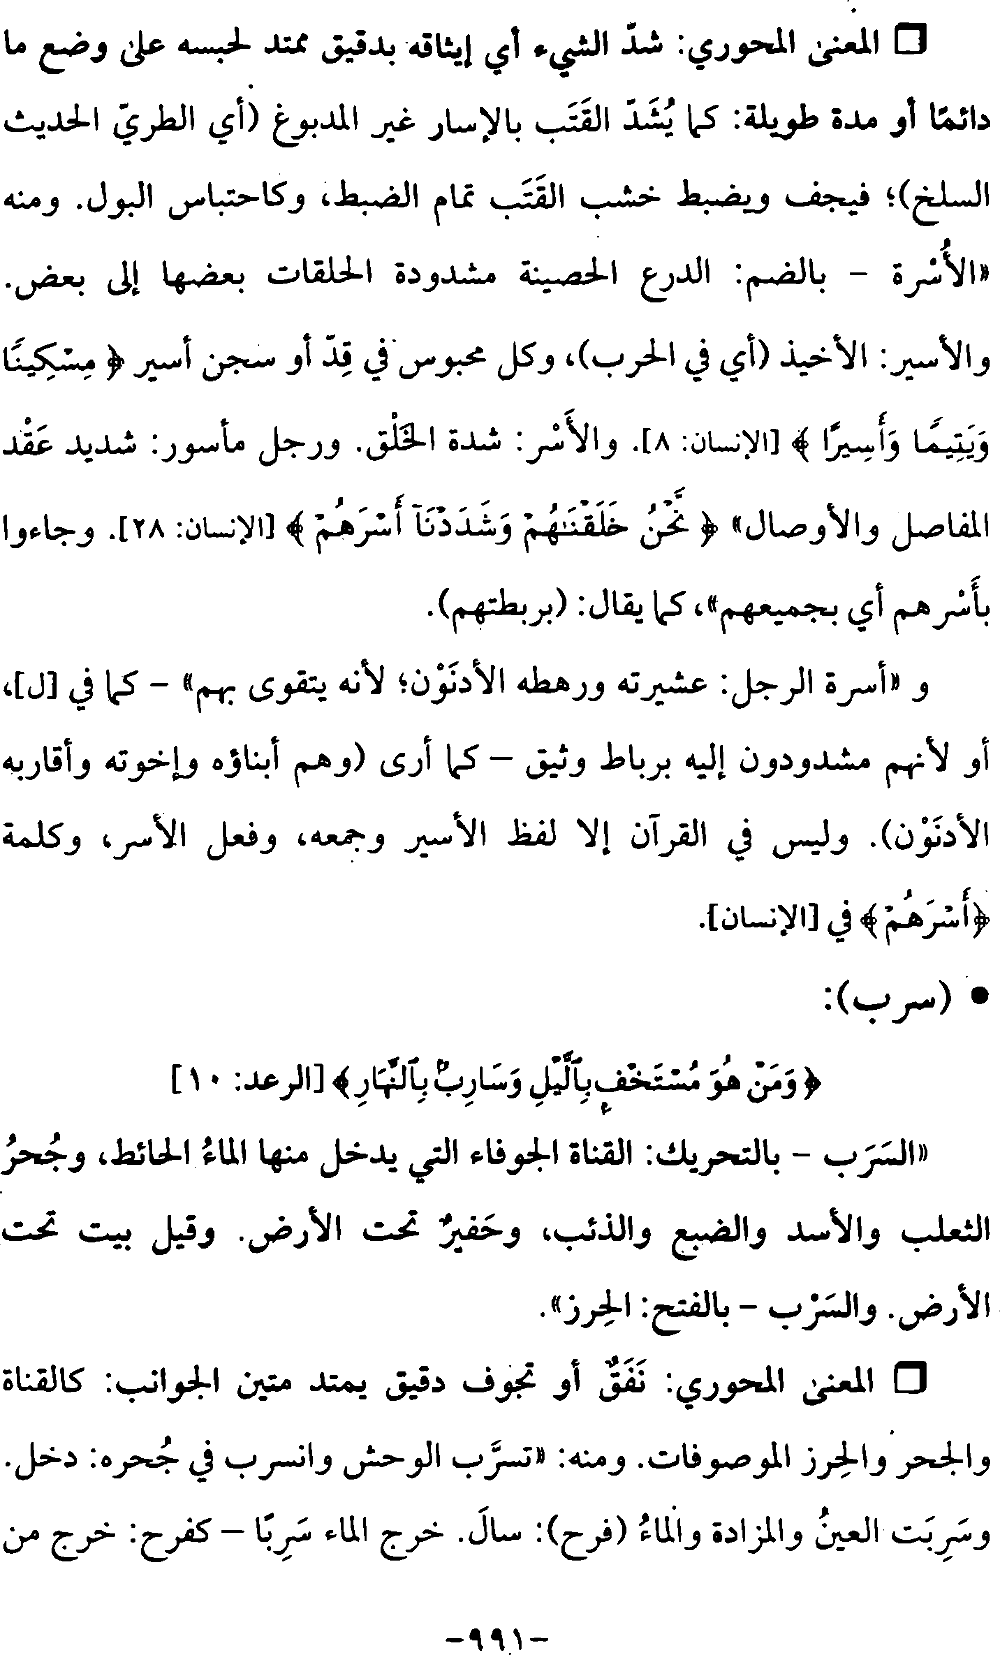 ❒ المعنى المحوري: شدّ الشيء أي إيثاقه بدقيق ممتد لحبسه على وضع ما
دائمًا أو مدة طويلة: كما يُشَدّ القَتَب بالإسار غير المدبوغ (أي الطريّ الحديث
السلخ)؛ فيجف ويضبط خشب القَتَب تمام الضبط، وكاحتباس البول. ومنه
«الأُسْرة – بالضم: الدرع الحصينة مشدودة الحلقات بعضها إلى بعض.
والأسير: الأخيذ (أي في الحرب)، وكل محبوس في قِدّ أو سجن أسير ﴿ مِسْكِينًا
وَيَتِيمًا وَأَسِيرًا ﴾ [الإنسان: ٨]. والأَسْر: شدة الخَلْق. ورجل مأسور: شديد عَقْد
المفاصل والأوصال» ﴿ نَّحْنُ خَلَقْنَـٰهُمْ وَشَدَدْنَآ أَسْرَهُمْ ﴾ [الإنسان: ٢٨]. وجاءوا
بأَسْرهم أي بجميعهم»، كما يقال: (بربطتهم).
و «أسرة الرجل: عشيرته ورهطه الأدنَوْن؛ لأنه يتقوى بهم» – كما في [ل]،
أو لأنهم مشدودون إليه برباط وثيق – كما أرى (وهم أبناؤه وإخوته وأقاربه
الأدنَوْن). وليس في القرآن إلا لفظ الأسير وجمعه، وفعل الأسر، وكلمة
﴿أَسْرَهُمْ﴾ في [الإنسان].
• (سرب):
﴿ وَمَنْ هُوَ مُسْتَخْفٍ بِٱلَّيْلِ وَسَارِبٌ بِٱلنَّهَارِ ﴾ [الرعد: ١٠]
«السَرَب – بالتحريك: القناة الجوفاء التي يدخل منها الماءُ الحائط، وجُحرُ
الثعلب والأسد والضبع والذئب، وحَفيرٌ تحت الأرض. وقيل بيت تحت
الأرض. والسَرْب – بالفتح: الحِرز».
❒ المعنى المحوري: نَفَقٌ أو تجوف دقيق يمتد متين الجوانب: كالقناة
والجحر والحِرز الموصوفات. ومنه: «تسرَّب الوحش وانسرب في جُحره: دخل.
وسَرِبَت العينُ والمزادة والماءُ (فرح): سالَ. خرج الماء سَرِبًا – كفرح: خرج من
-٩٩١-